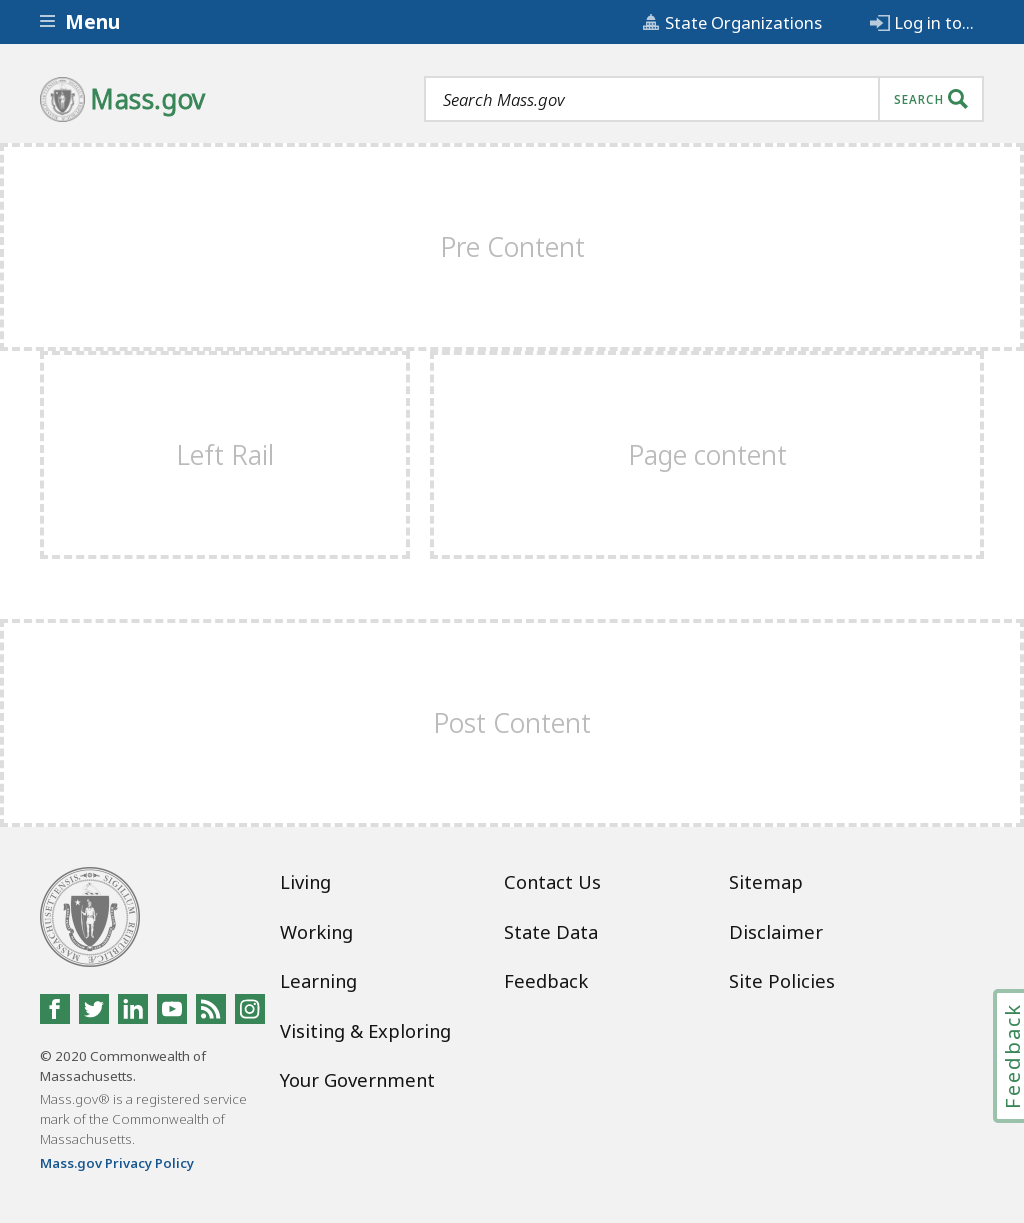 Menu
State Organizations
Log in to...
Mass.gov
Search Mass.gov
SEARCH
Pre Content
Left Rail
Page content
Post Content
Living
Working
Learning
Visiting & Exploring
Your Government
Contact Us
State Data
Feedback
Sitemap
Disclaimer
Site Policies
© 2020 Commonwealth of
Massachusetts.
Mass.gov® is a registered service
mark of the Commonwealth of
Massachusetts.
Mass.gov Privacy Policy
Feedback